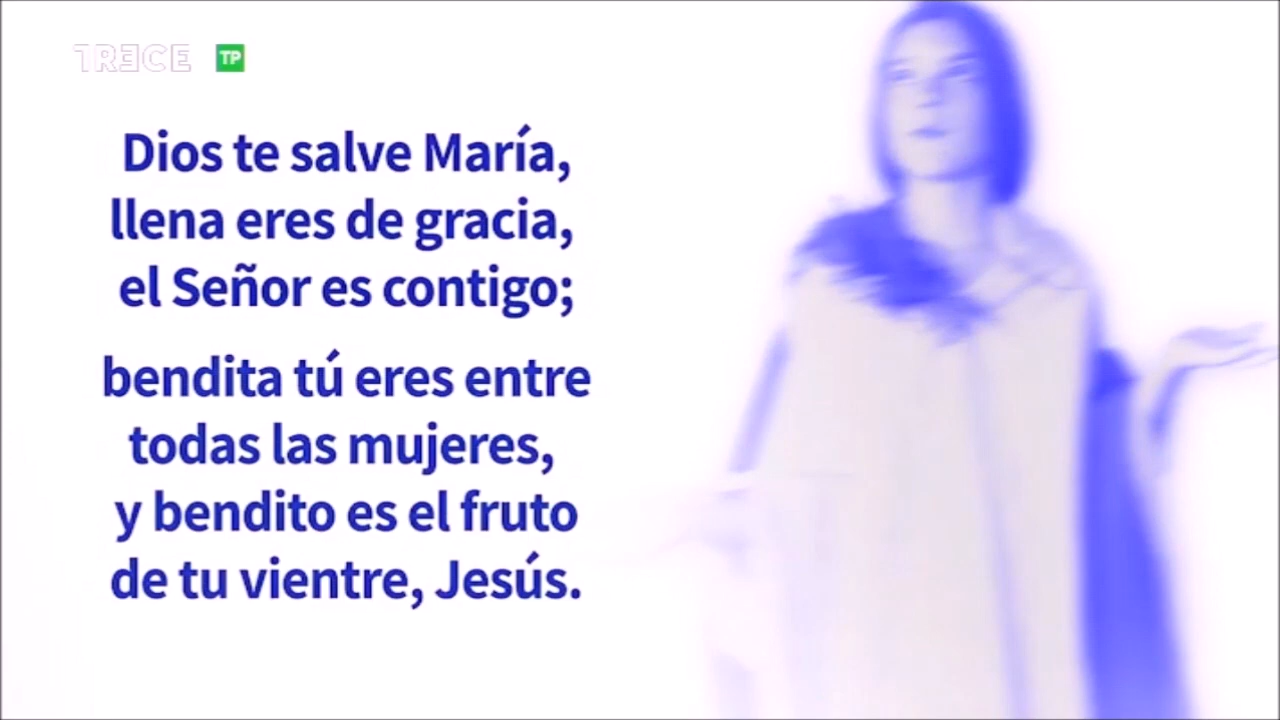 TRECE TP
Dios te salve María,
llena eres de gracia,
el Señor es contigo;
bendita tú eres entre
todas las mujeres,
y bendito es el fruto
de tu vientre, Jesús.